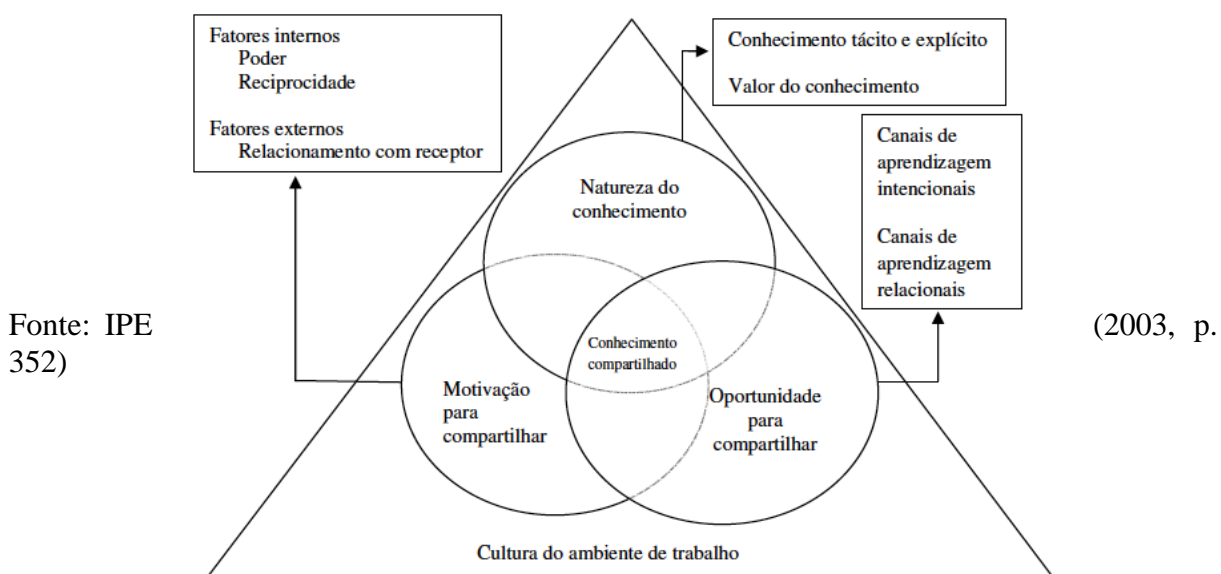 Fatores internos
Poder
Reciprocidade
Fatores externos
Relacionamento com receptor
Conhecimento tácito e explícito
Valor do conhecimento
Canais de
aprendizagem
intencionais
Canais de
aprendizagem
relacionais
Natureza do
conhecimento
Conhecimento
compartilhado
Motivação
para
compartilhar
Oportunidade
para
compartilhar
Cultura do ambiente de trabalho
Fonte: IPE (2003, p.
352)